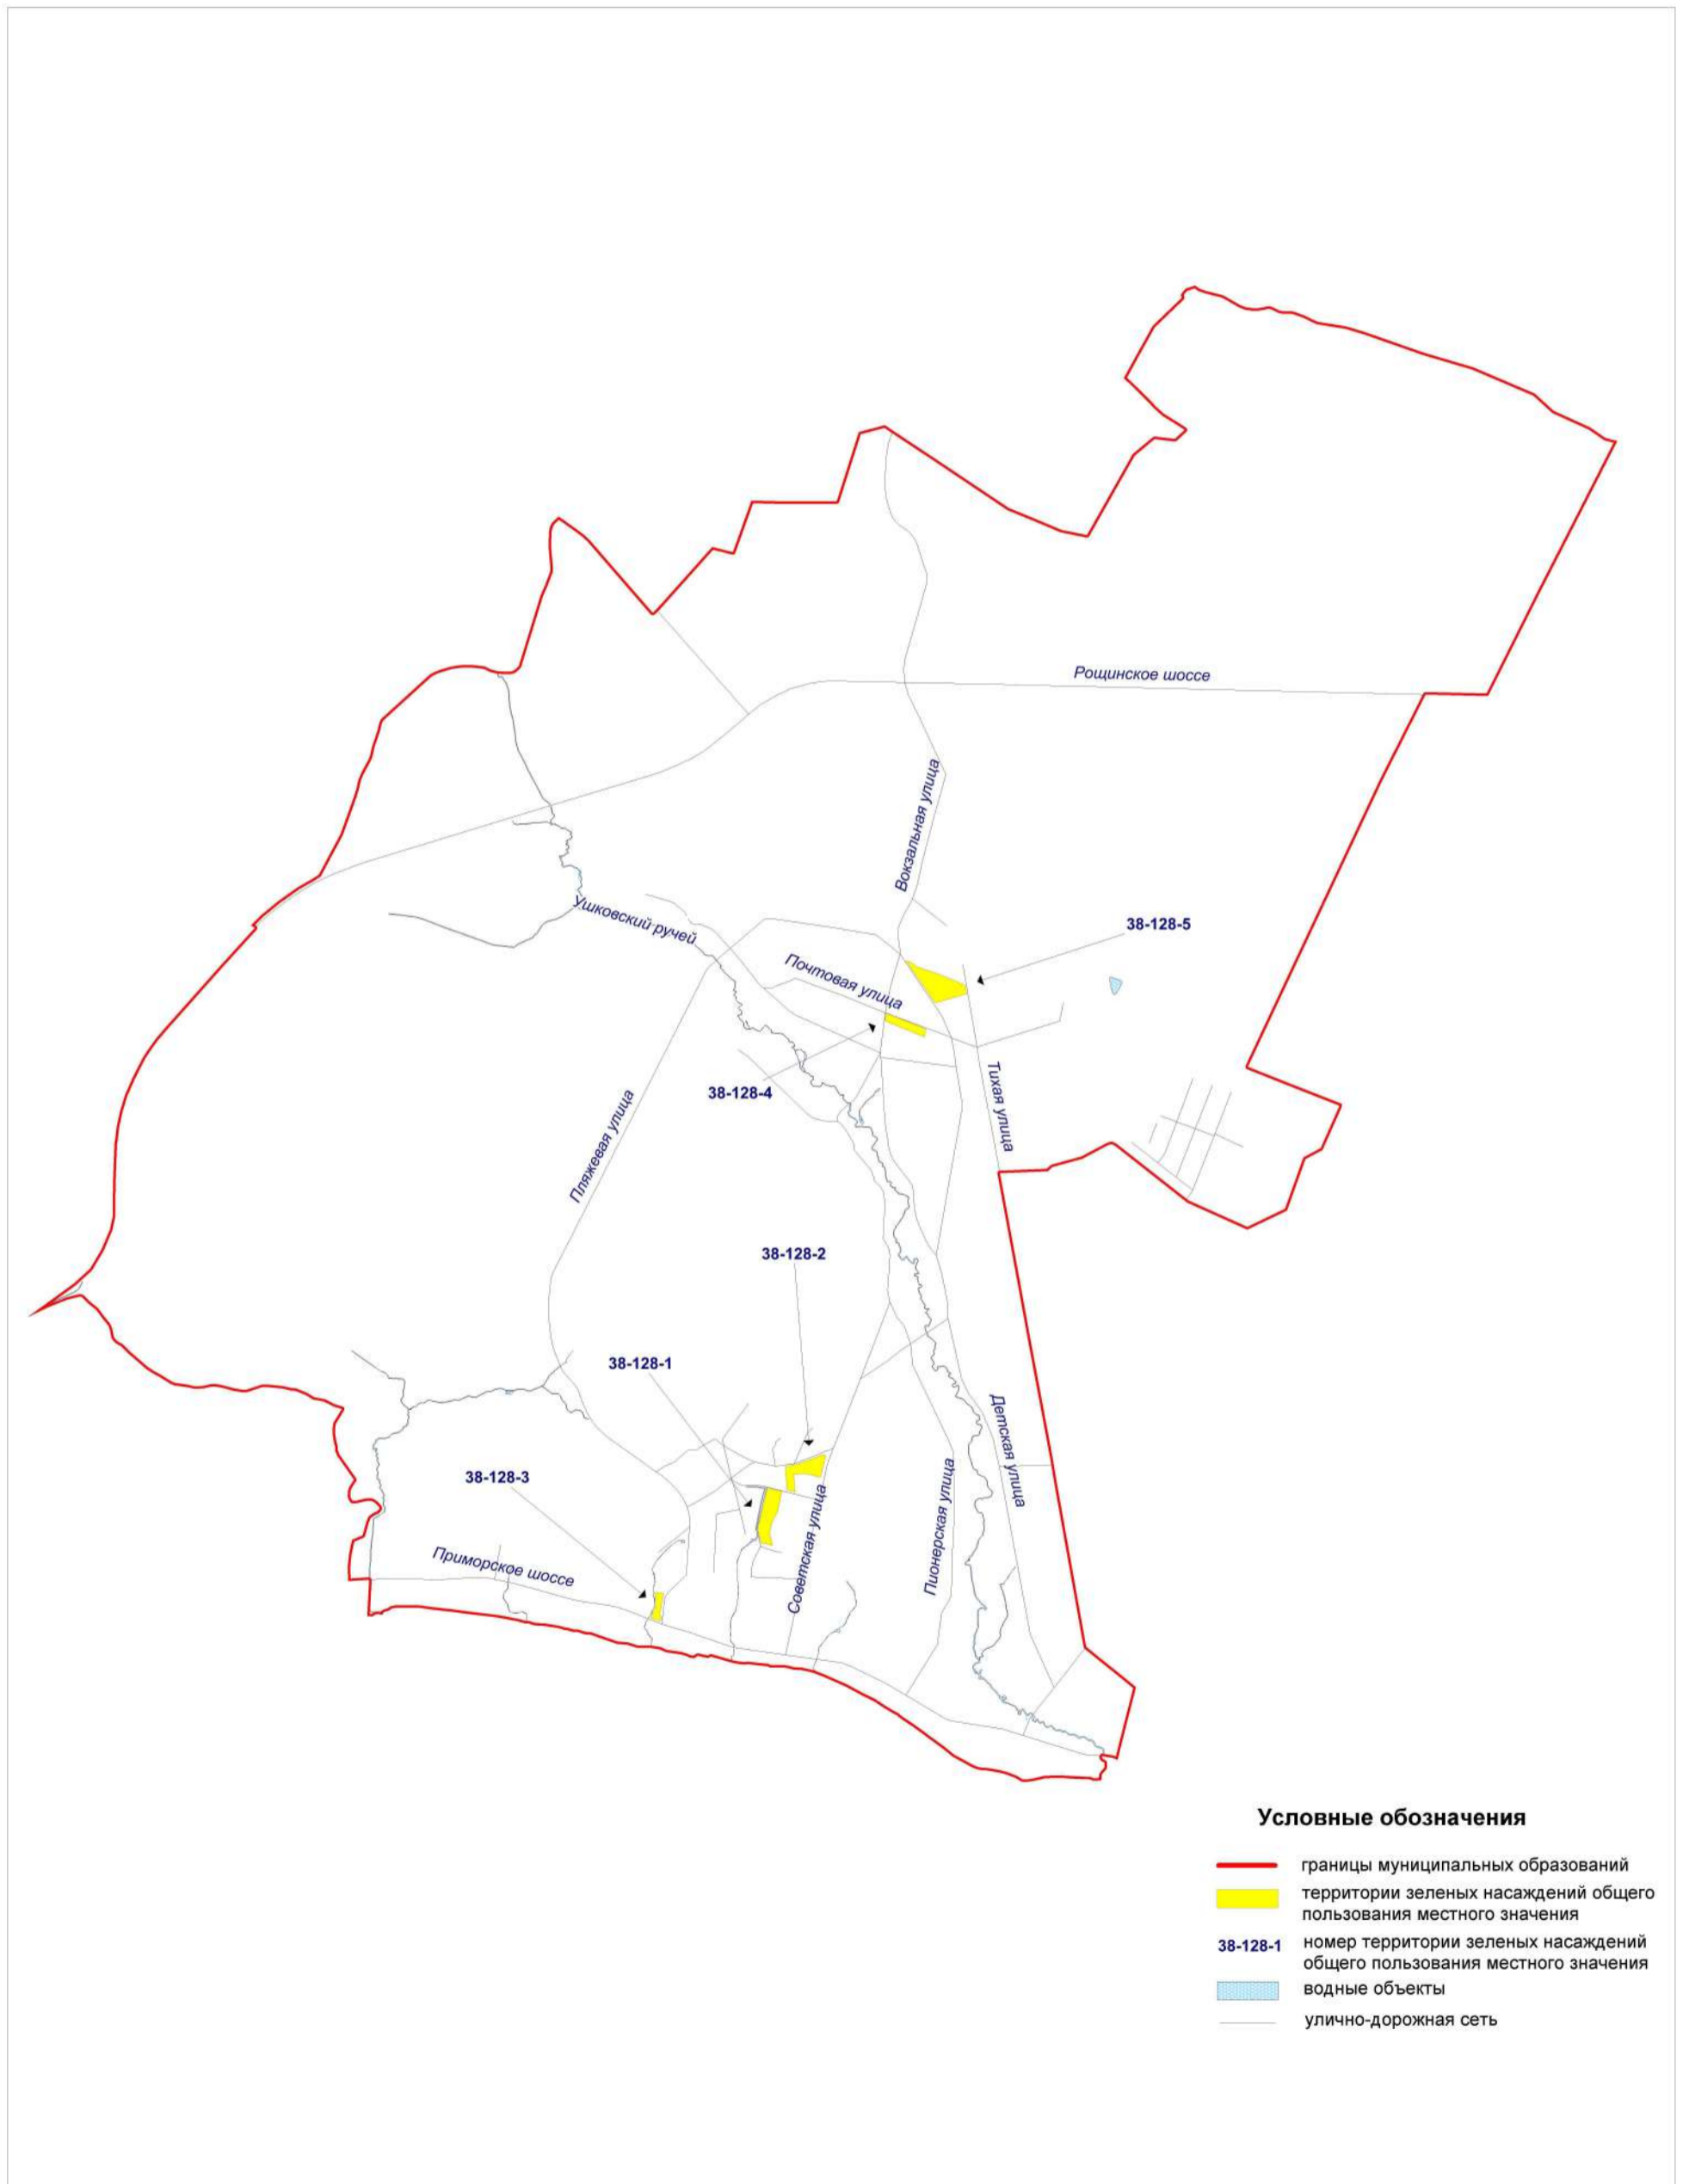 Рощинское шоссе
Вокзальная улица
38-128-5
Ушковский ручей
Почтовая улица
38-128-4
Тихая улица
Пляжевая улица
38-128-2
38-128-1
38-128-3
Детская улица
Пионерская улица
Советская улица
Приморское шоссе
Условные обозначения
границы муниципальных образований
территории зеленых насаждений общего
пользования местного значения
38-128-1 номер территории зеленых насаждений
общего пользования местного значения
водные объекты
улично-дорожная сеть